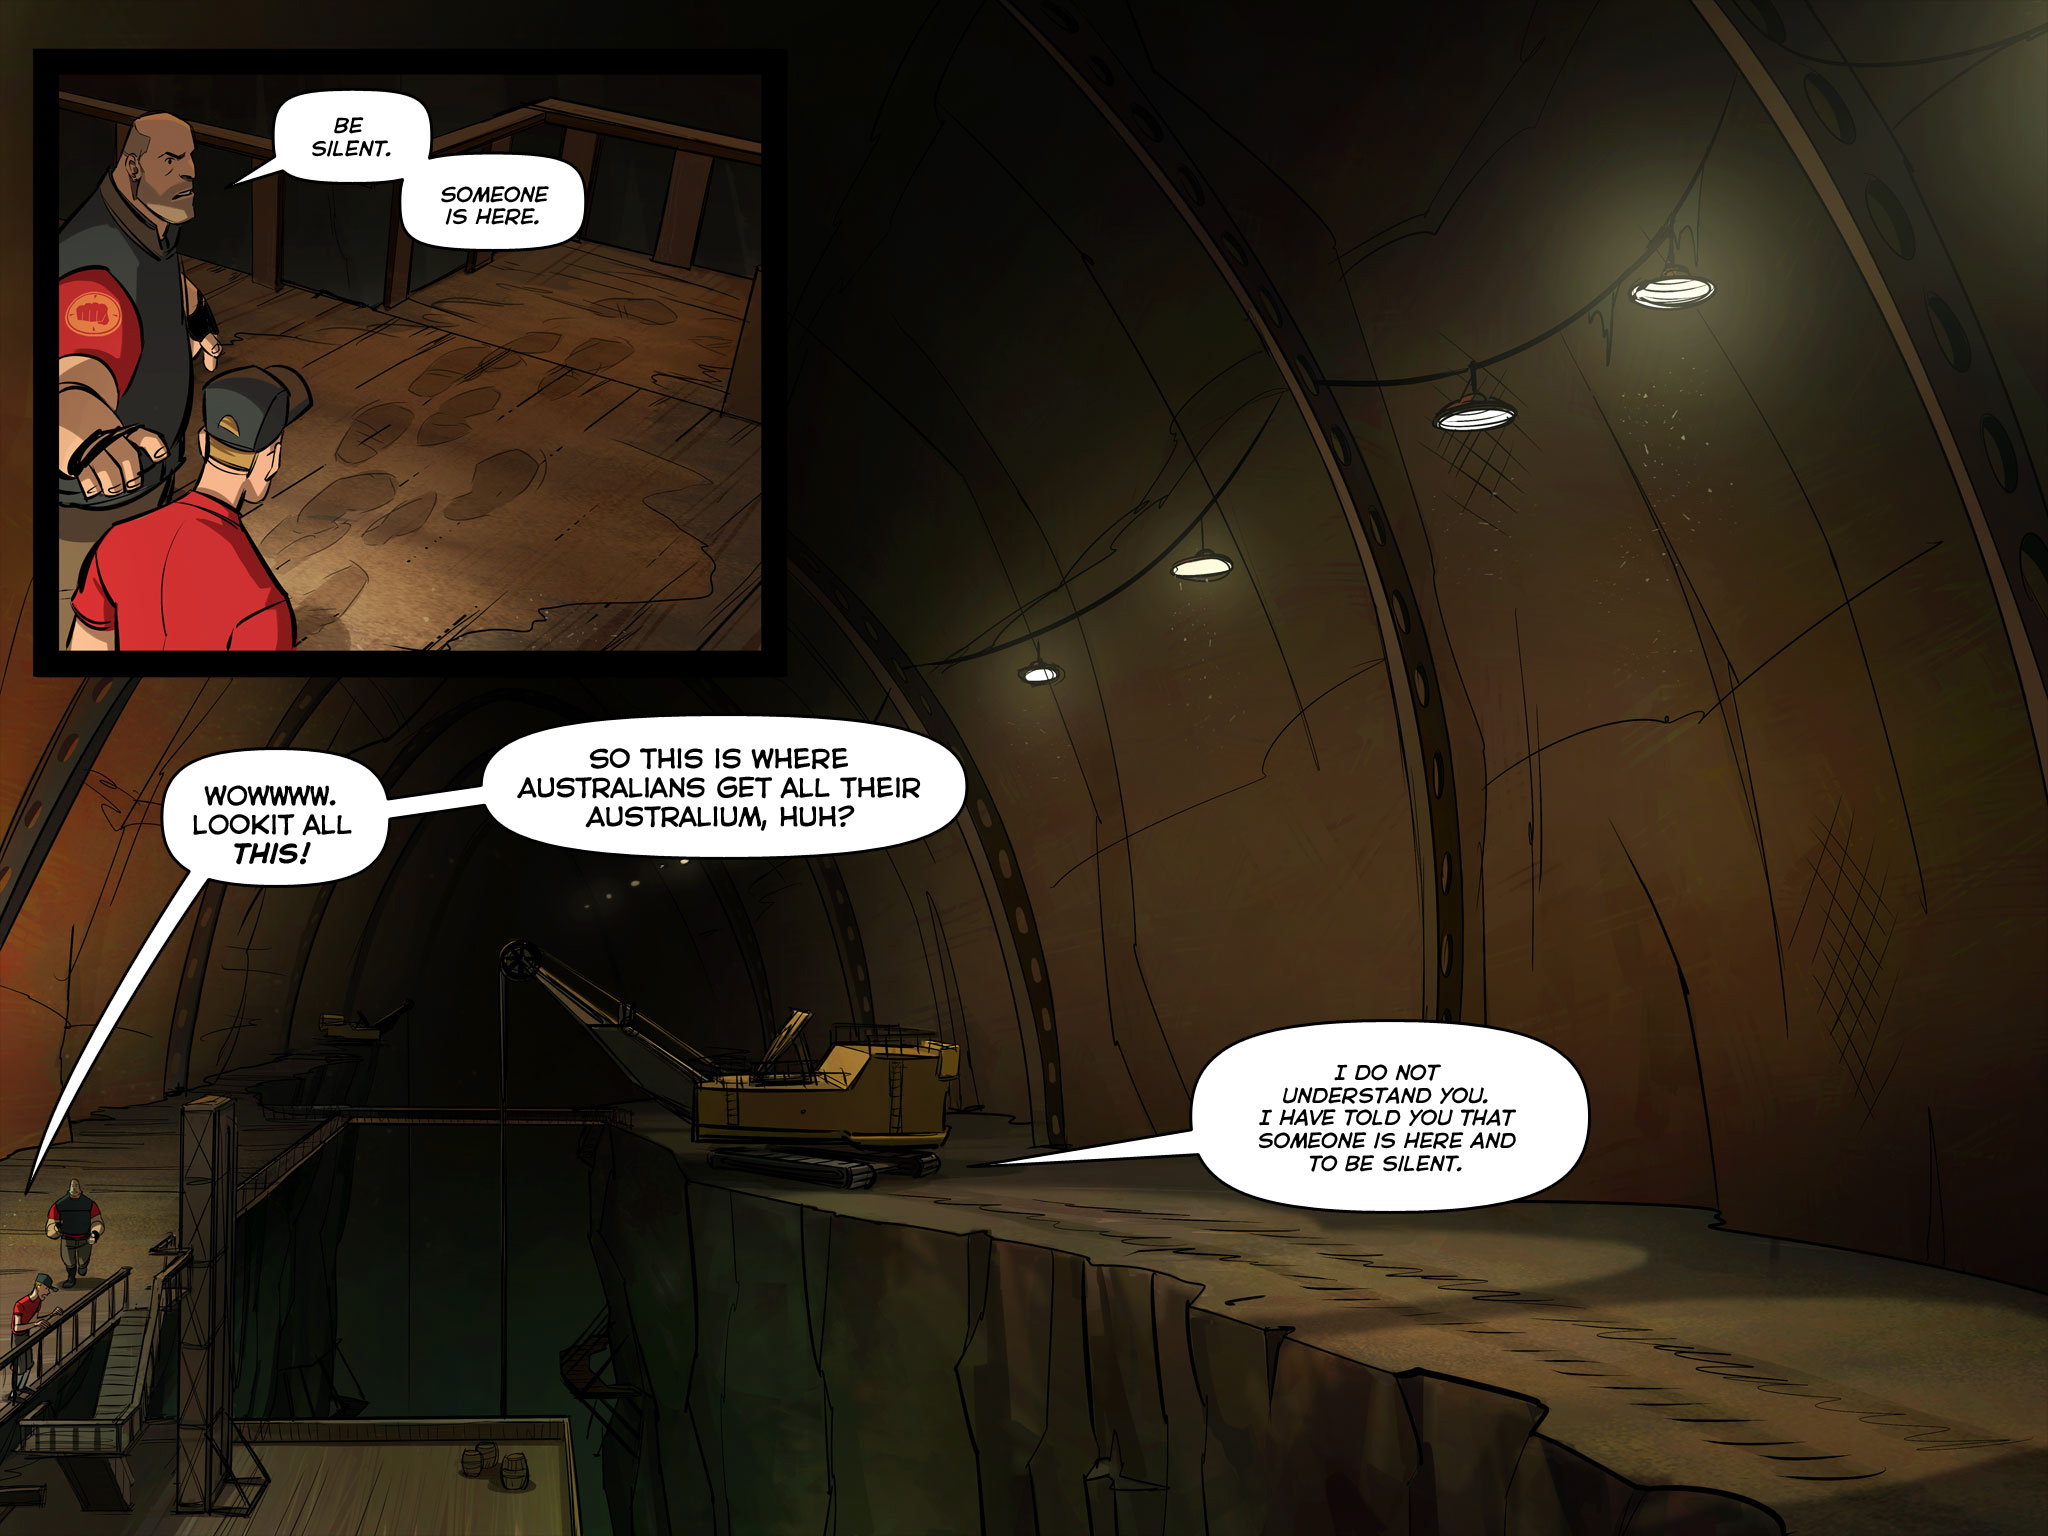 BE
SILENT.
SOMEONE
IS HERE.
WOWWWW.
LOOKIT ALL
THIS!
SO THIS IS WHERE
AUSTRALIANS GET ALL THEIR
AUSTRALIUM, HUH?
I DO NOT
UNDERSTAND YOU.
I HAVE TOLD YOU THAT
SOMEONE IS HERE AND
TO BE SILENT.